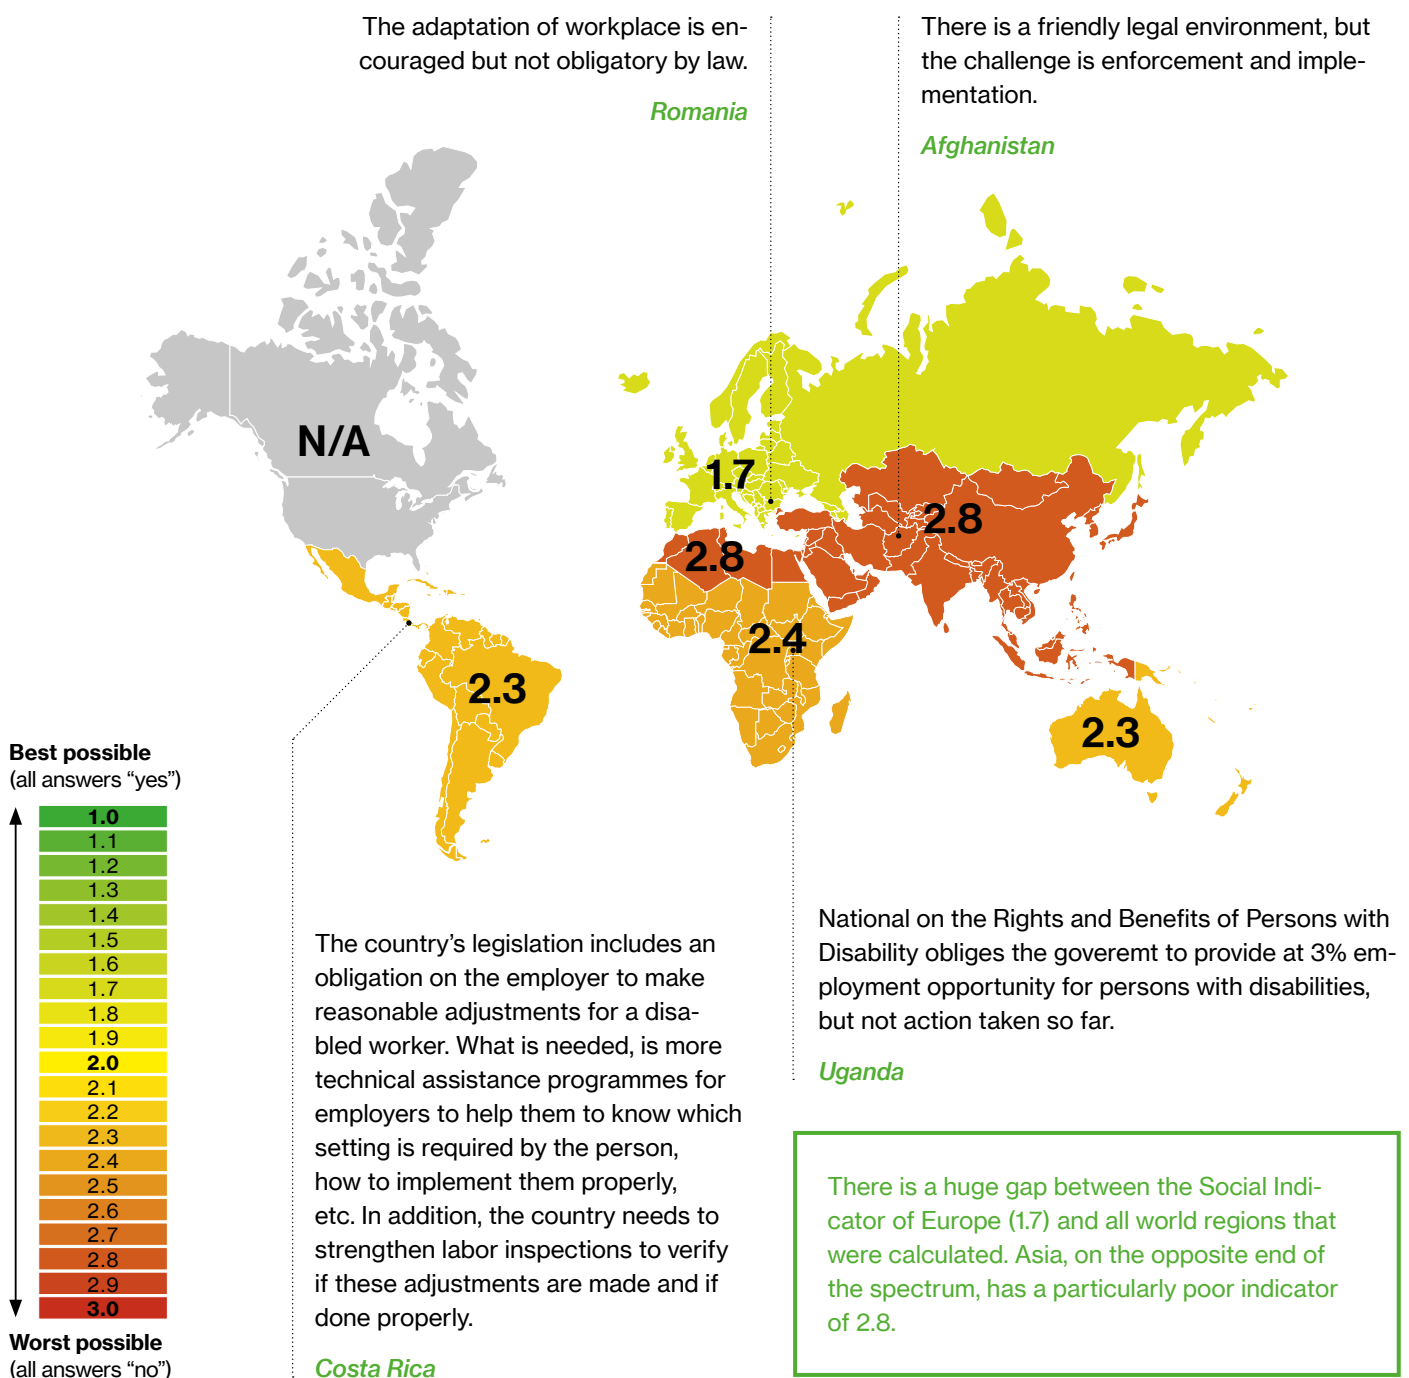 The adaptation of workplace is en-
couraged but not obligatory by law.
Romania
There is a friendly legal environment, but
the challenge is enforcement and imple-
mentation.
Afghanistan
N/A
1.7
2.8
2.8
2.4
2.3
2.3
Best possible
(all answers “yes”)
1.0
1.1
1.2
1.3
1.4
1.5
1.6
1.7
1.8
1.9
2.0
2.1
2.2
2.3
2.4
2.5
2.6
2.7
2.8
2.9
3.0
Worst possible
(all answers “no”)
The country’s legislation includes an
obligation on the employer to make
reasonable adjustments for a disa-
bled worker. What is needed, is more
technical assistance programmes for
employers to help them to know which
setting is required by the person,
how to implement them properly,
etc. In addition, the country needs to
strengthen labor inspections to verify
if these adjustments are made and if
done properly.
Costa Rica
National on the Rights and Benefits of Persons with
Disability obliges the goveremt to provide at 3% em-
ployment opportunity for persons with disabilities,
but not action taken so far.
Uganda
There is a huge gap between the Social Indi-
cator of Europe (1.7) and all world regions that
were calculated. Asia, on the opposite end of
the spectrum, has a particularly poor indicator
of 2.8.